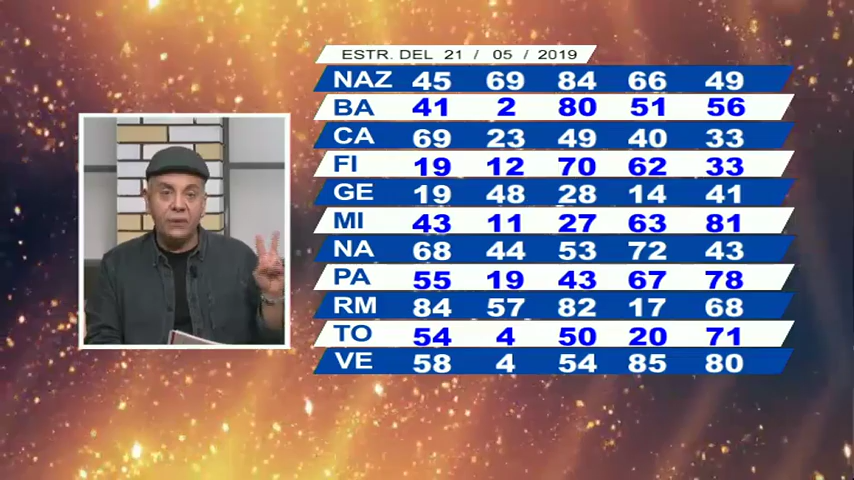 ESTR. DEL 21 / 05 / 2019
NAZ 45 69 84 66 49
BA 41 2 80 51 56
CA 69 23 49 40 33
FI 19 12 70 62 33
GE 19 48 28 14 41
MI 43 11 27 63 81
NA 68 44 53 72 43
PA 55 19 43 67 78
RM 84 57 82 17 68
TO 54 4 50 20 71
VE 58 4 54 85 80